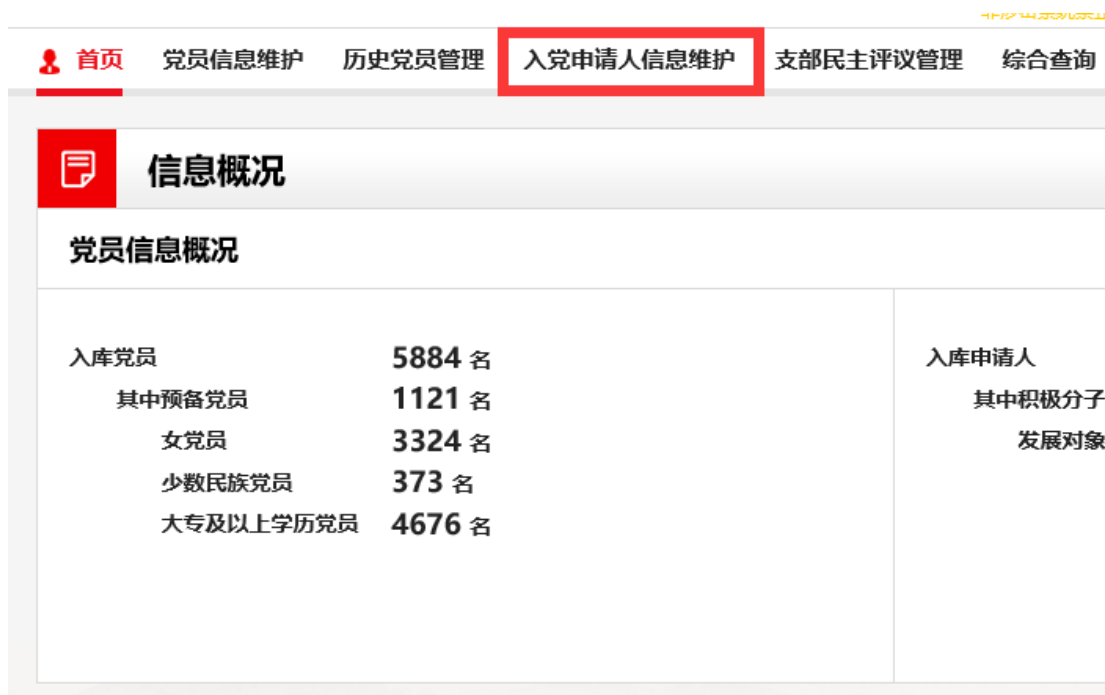 首页 党员信息维护 历史党员管理 入党申请人信息维护 支部民主评议管理 综合查询
信息概况
党员信息概况
入库党员 5884 名
其中预备党员 1121 名
女党员 3324 名
少数民族党员 373 名
大专及以上学历党员 4676 名
入库申请人
其中积极分子
发展对象